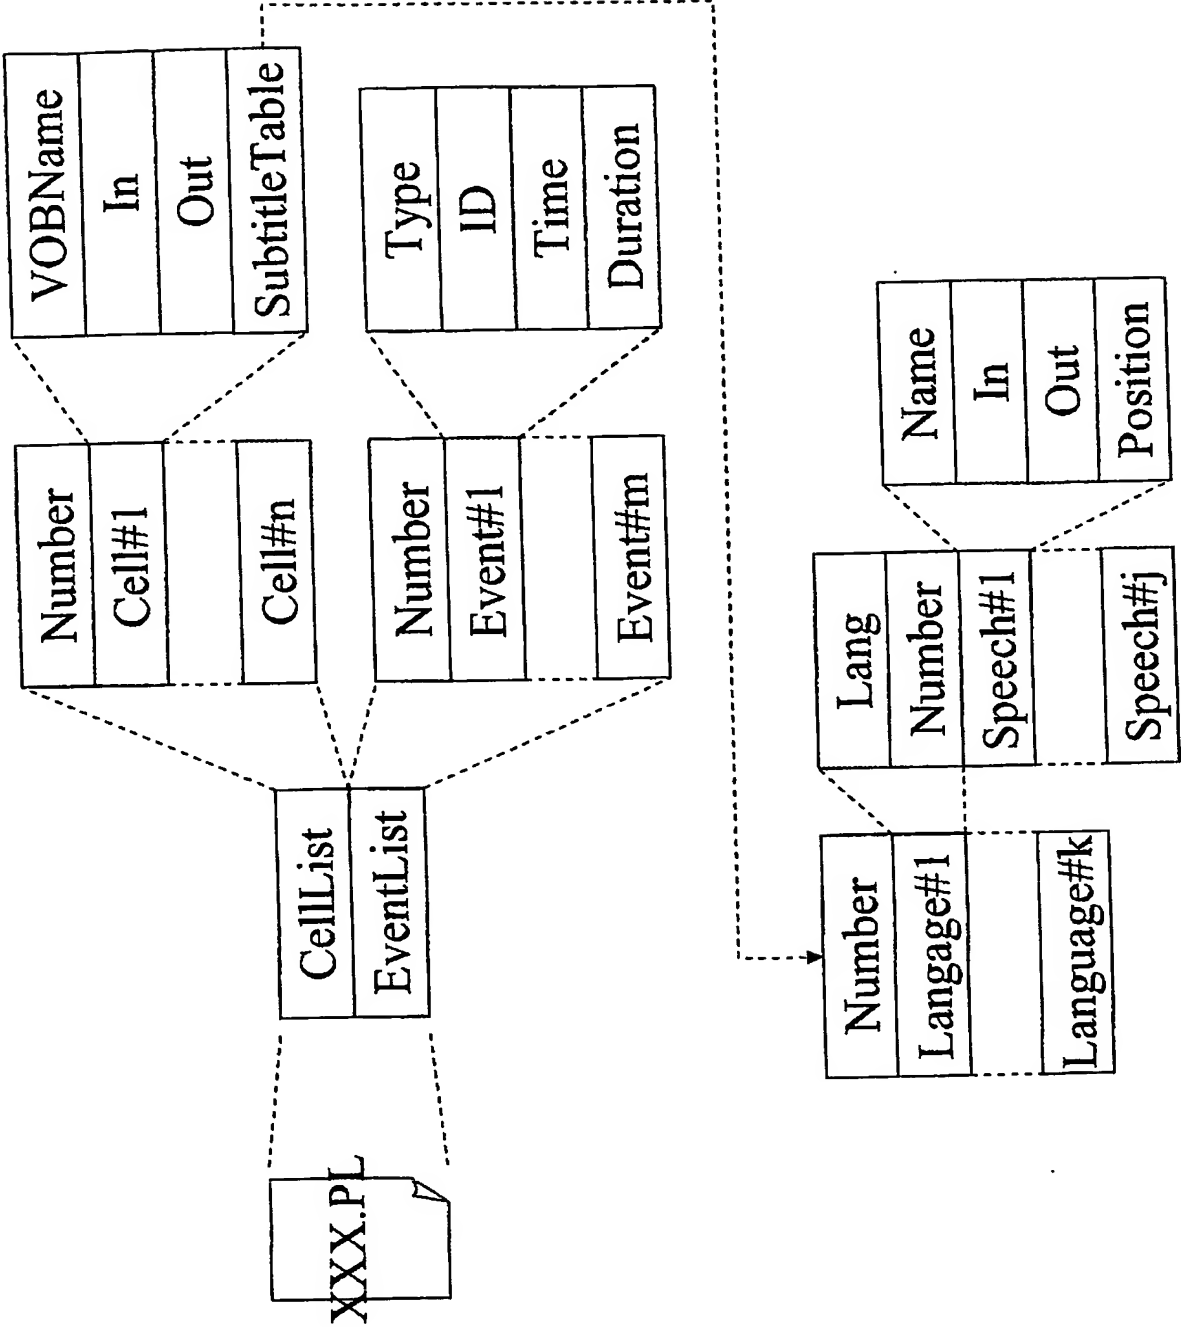 XXX.PL
CellList
EventList
Number
Cell#1
Cell#n
Number
Event#1
Event#m
VOBName
In
Out
SubtitleTable
Type
ID
Time
Duration
Number
Langage#1
Language#k
Lang
Number
Speech#1
Speech#j
Name
In
Out
Position